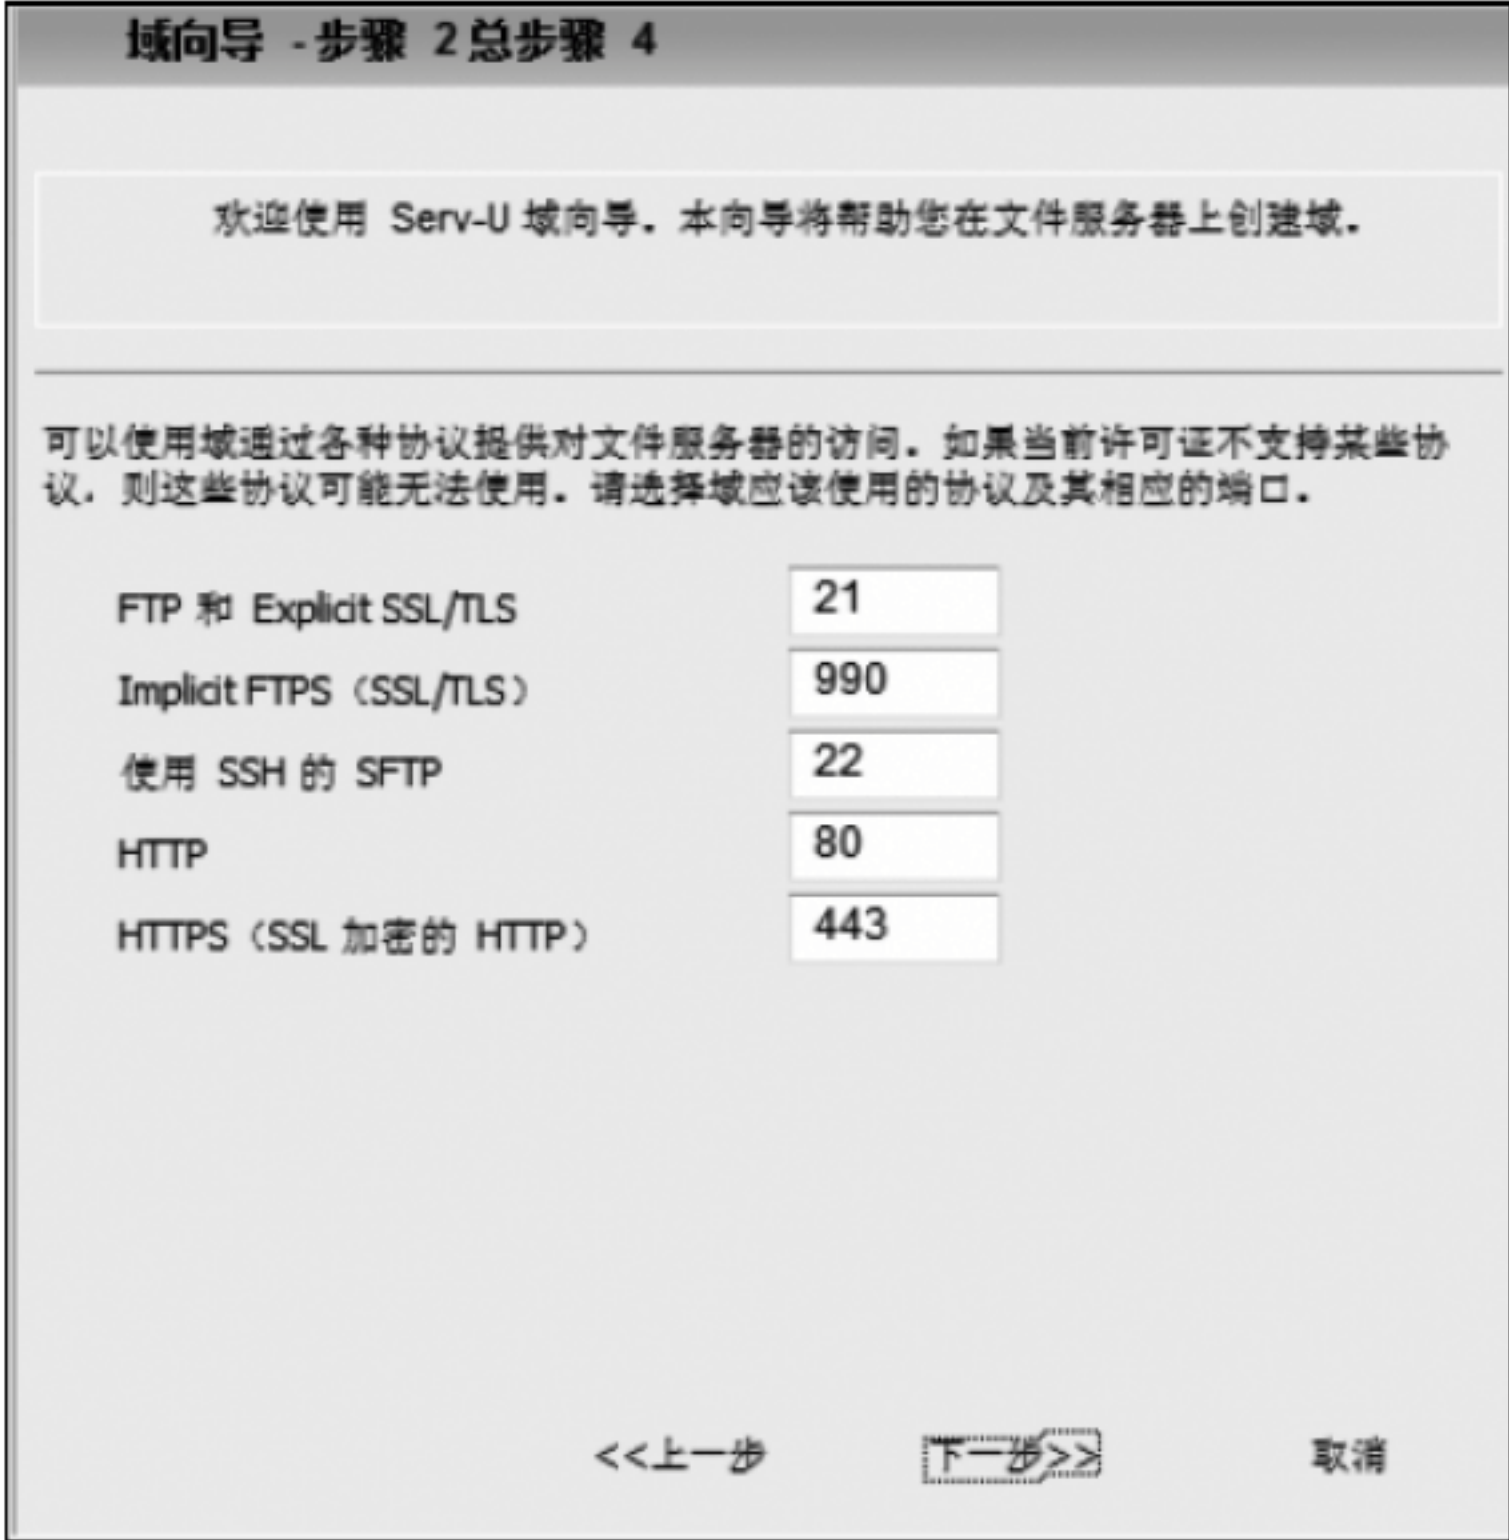 域向导 - 步骤 2总步骤 4
欢迎使用 Serv-U 域向导。本向导将帮助您在文件服务器上创建域。
可以使用域通过各种协议提供对文件服务器的访问。如果当前许可证不支持某些协
议，则这些协议可能无法使用。请选择域应该使用的协议及其相应的端口。
FTP 和 Explicit SSL/TLS 21
Implicit FTPS（SSL/TLS） 990
使用 SSH 的 SFTP 22
HTTP 80
HTTPS（SSL 加密的 HTTP） 443
<<上一步 下一步>> 取消